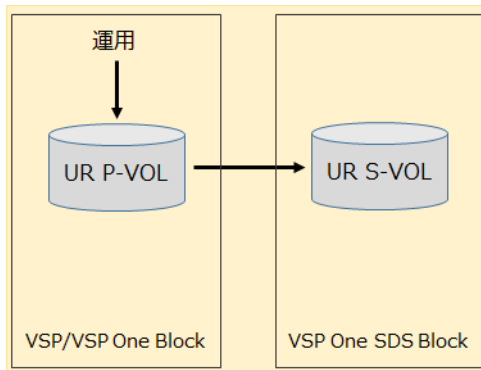 運用
UR P-VOL
UR S-VOL
VSP/VSP One Block
VSP One SDS Block